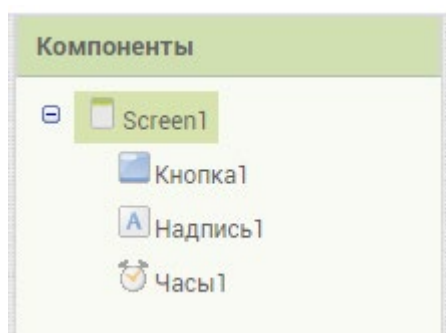 Компоненты
Screen1
Кнопка1
A Надпись1
Часы1